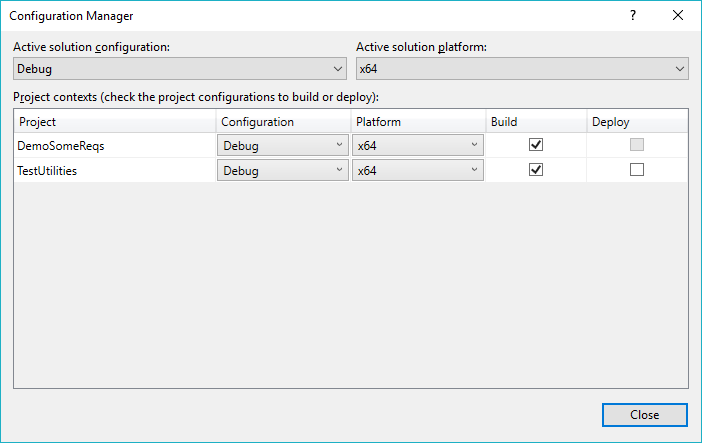 Configuration Manager ?
Active solution configuration: Active solution platform:
Debug x64
Project contexts (check the project configurations to build or deploy):
Project Configuration Platform Build Deploy
DemoSomeReqs Debug x64
TestUtilities Debug x64
Close